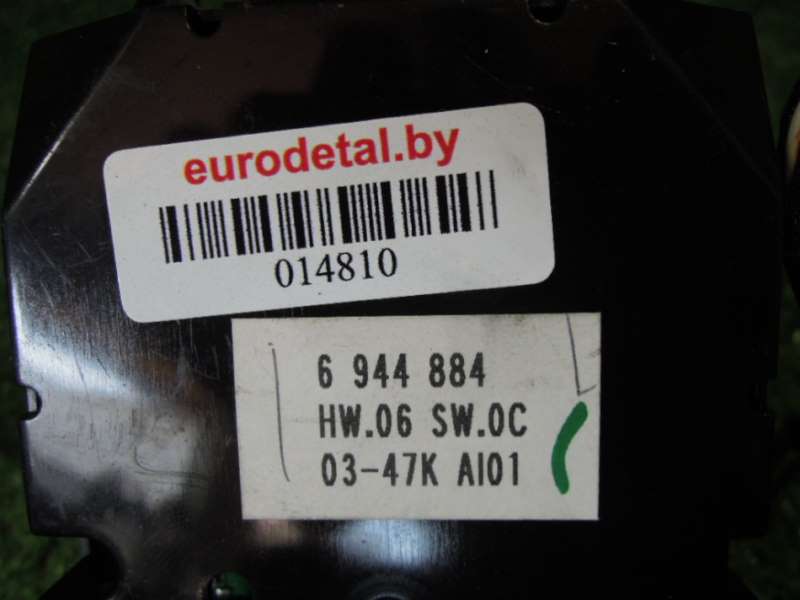 eurodetal.by
014810
6 944 884
HW.06 SW.0C
03-47K AI01